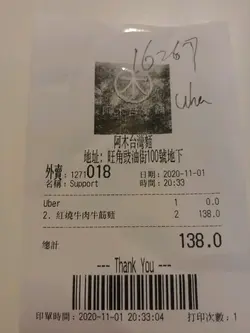 16267
Uber
阿木台灣麵
地址: 旺角豉油街100號地下
外賣: 1271 018 日期: 2020-11-01
名稱: Support 時間: 20:33
Uber 1 0.0
2. 紅燒牛肉牛筋麵 2 138.0
總計 138.0
--- Thank You ---
印單時間: 2020-11-01 20:33:04 打印次數: 1